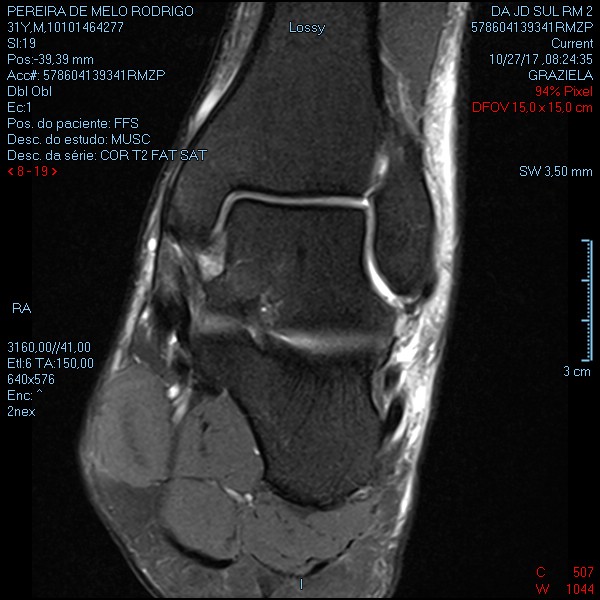 PEREIRA DE MELO RODRIGO
31Y,M,10101464277
Sl:19
Pos:-39,39 mm
Acc#: 578604139341RMZP
Dbl Obl
Ec:1
Pos. do paciente: FFS
Desc. do estudo: MUSC
Desc. da série: COR T2 FAT SAT
< 8 - 19 >
Lossy
DA JD SUL RM 2
578604139341RMZP
Current
10/27/17 ,08:24:35
GRAZIELA
94% Pixel
DFOV 15,0 x 15,0 cm
SW 3,50 mm
RA
3160,00//41,00
Etl:6 TA:150,00
640x576
Enc: ^
2nex
3 cm
I
C 507
W 1044